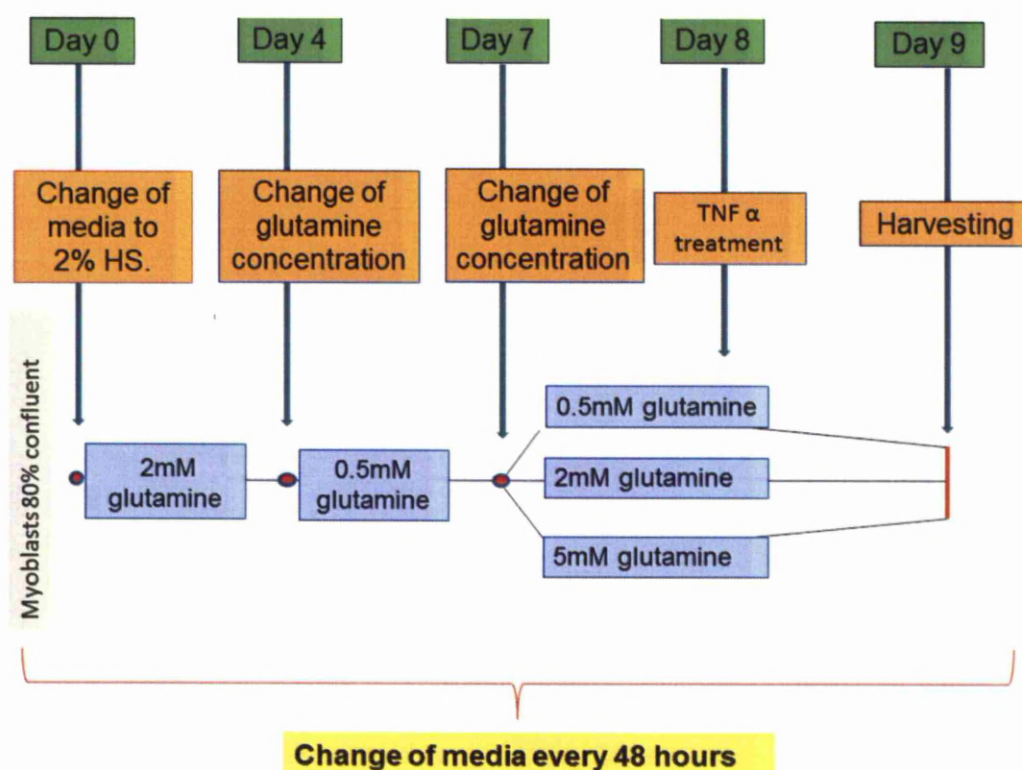 Day 0
Day 4
Day 7
Day 8
Day 9
Change of
media to
2% HS.
Change of
glutamine
concentration
Change of
glutamine
concentration
TNF α
treatment
Harvesting
Myoblasts 80% confluent
2mM
glutamine
0.5mM
glutamine
0.5mM glutamine
2mM glutamine
5mM glutamine
Change of media every 48 hours